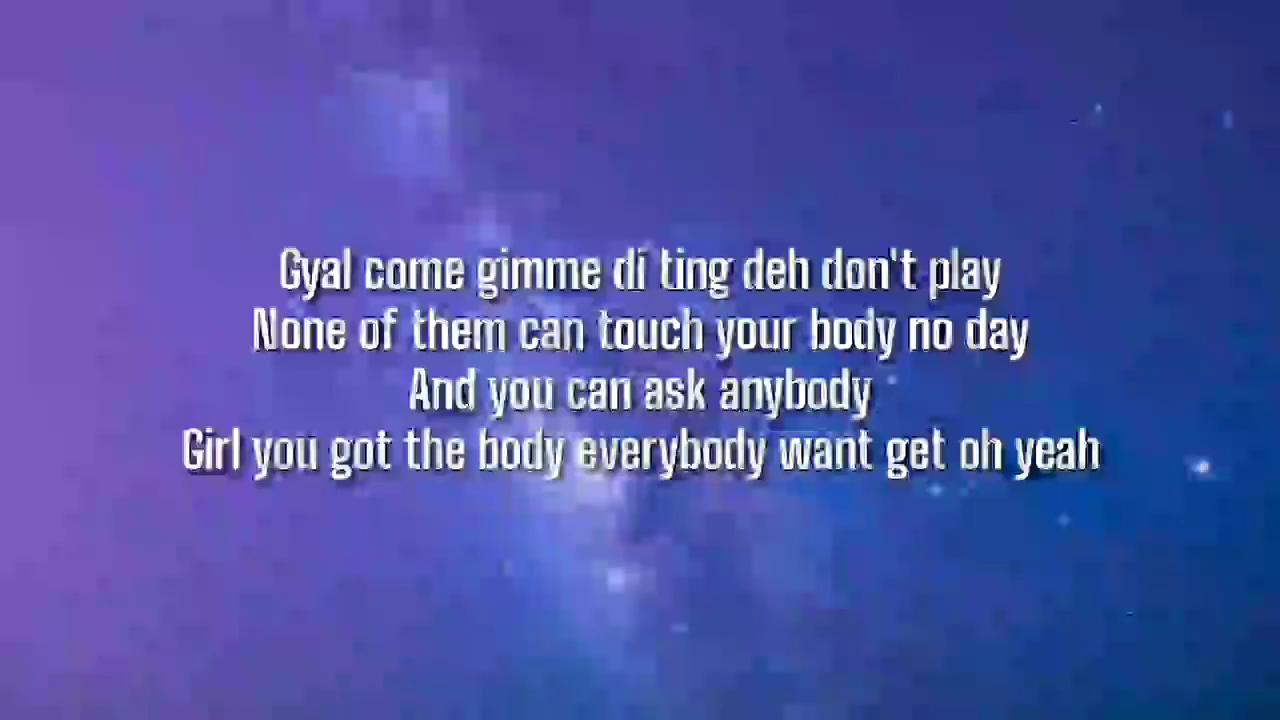 Gyal come gimme di ting deh don't play
None of them can touch your body no day
And you can ask anybody
Girl you got the body everybody want get oh yeah